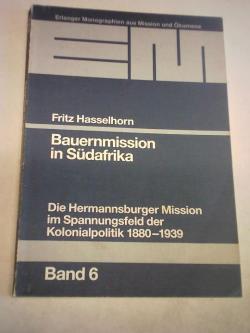 Erlanger Monographien aus Mission und Ökumene
EM
Fritz Hasselhorn
Bauernmission
in Südafrika
Die Hermannsburger Mission
im Spannungsfeld der
Kolonialpolitik 1880–1939
Band 6